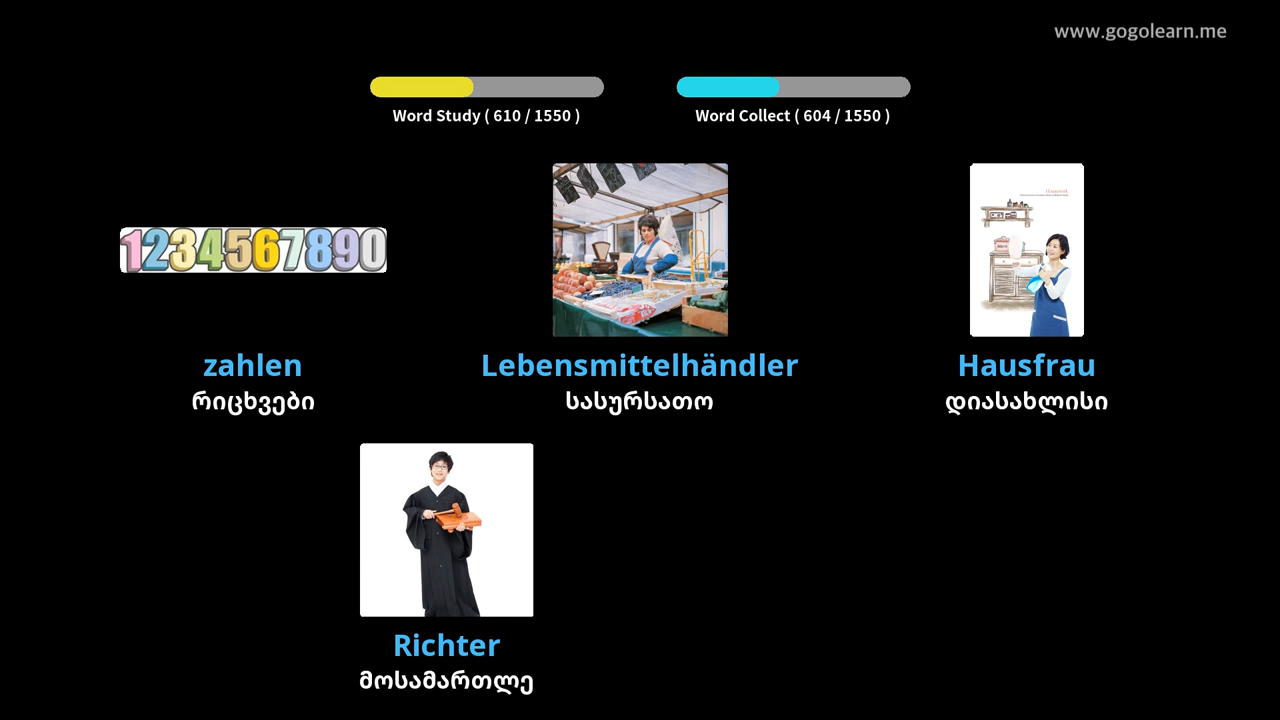 www.gogolearn.me
Word Study ( 610 / 1550 )
Word Collect ( 604 / 1550 )
1234567890
zahlen
რიცხვები
Lebensmittelhändler
სასურსათო
Hausfrau
დიასახლისი
Richter
მოსამართლე